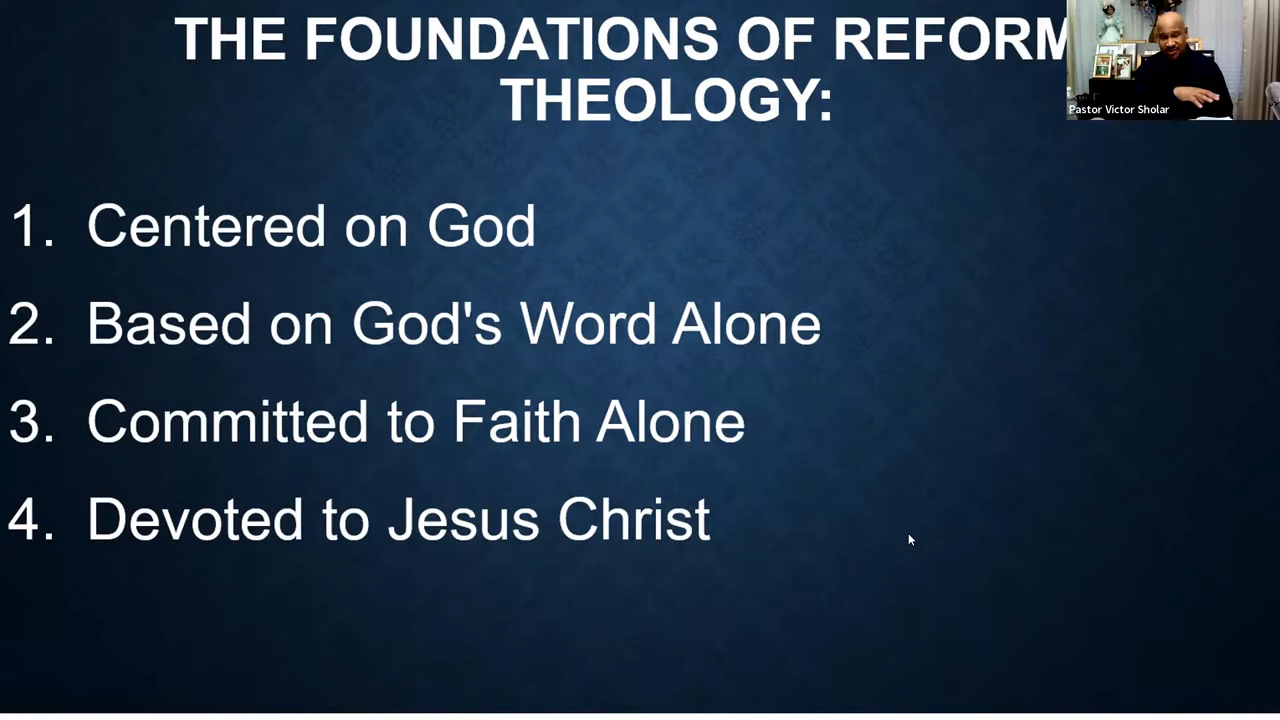 THE FOUNDATIONS OF REFORM
THEOLOGY:
Pastor Victor Sholar
1. Centered on God
2. Based on God's Word Alone
3. Committed to Faith Alone
4. Devoted to Jesus Christ